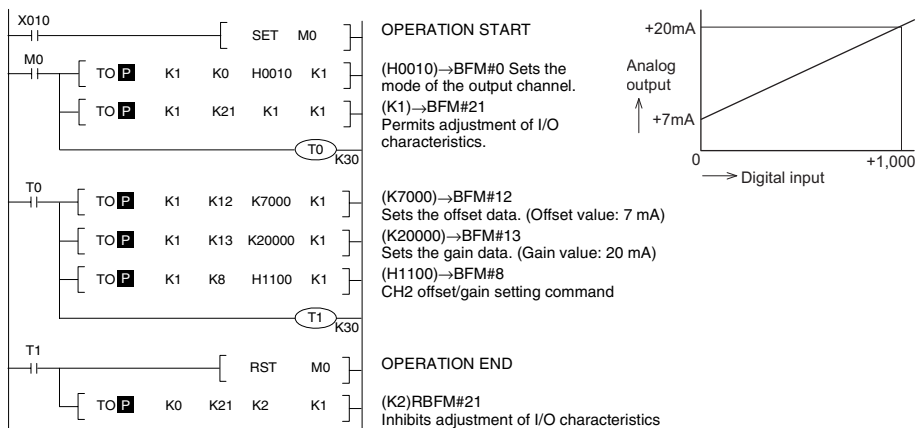 X010
SET M0
OPERATION START
M0
TO P K1 K0 H0010 K1
(H0010)→BFM#0 Sets the
mode of the output channel.
TO P K1 K21 K1 K1
(K1)→BFM#21
Permits adjustment of I/O
characteristics.
T0
K30
T0
TO P K1 K12 K7000 K1
(K7000)→BFM#12
Sets the offset data. (Offset value: 7 mA)
TO P K1 K13 K20000 K1
(K20000)→BFM#13
Sets the gain data. (Gain value: 20 mA)
TO P K1 K8 H1100 K1
(H1100)→BFM#8
CH2 offset/gain setting command
T1
K30
T1
RST M0
OPERATION END
TO P K0 K21 K2 K1
(K2)RBFM#21
Inhibits adjustment of I/O characteristics
+20mA
Analog
output
+7mA
0
+1,000
Digital input